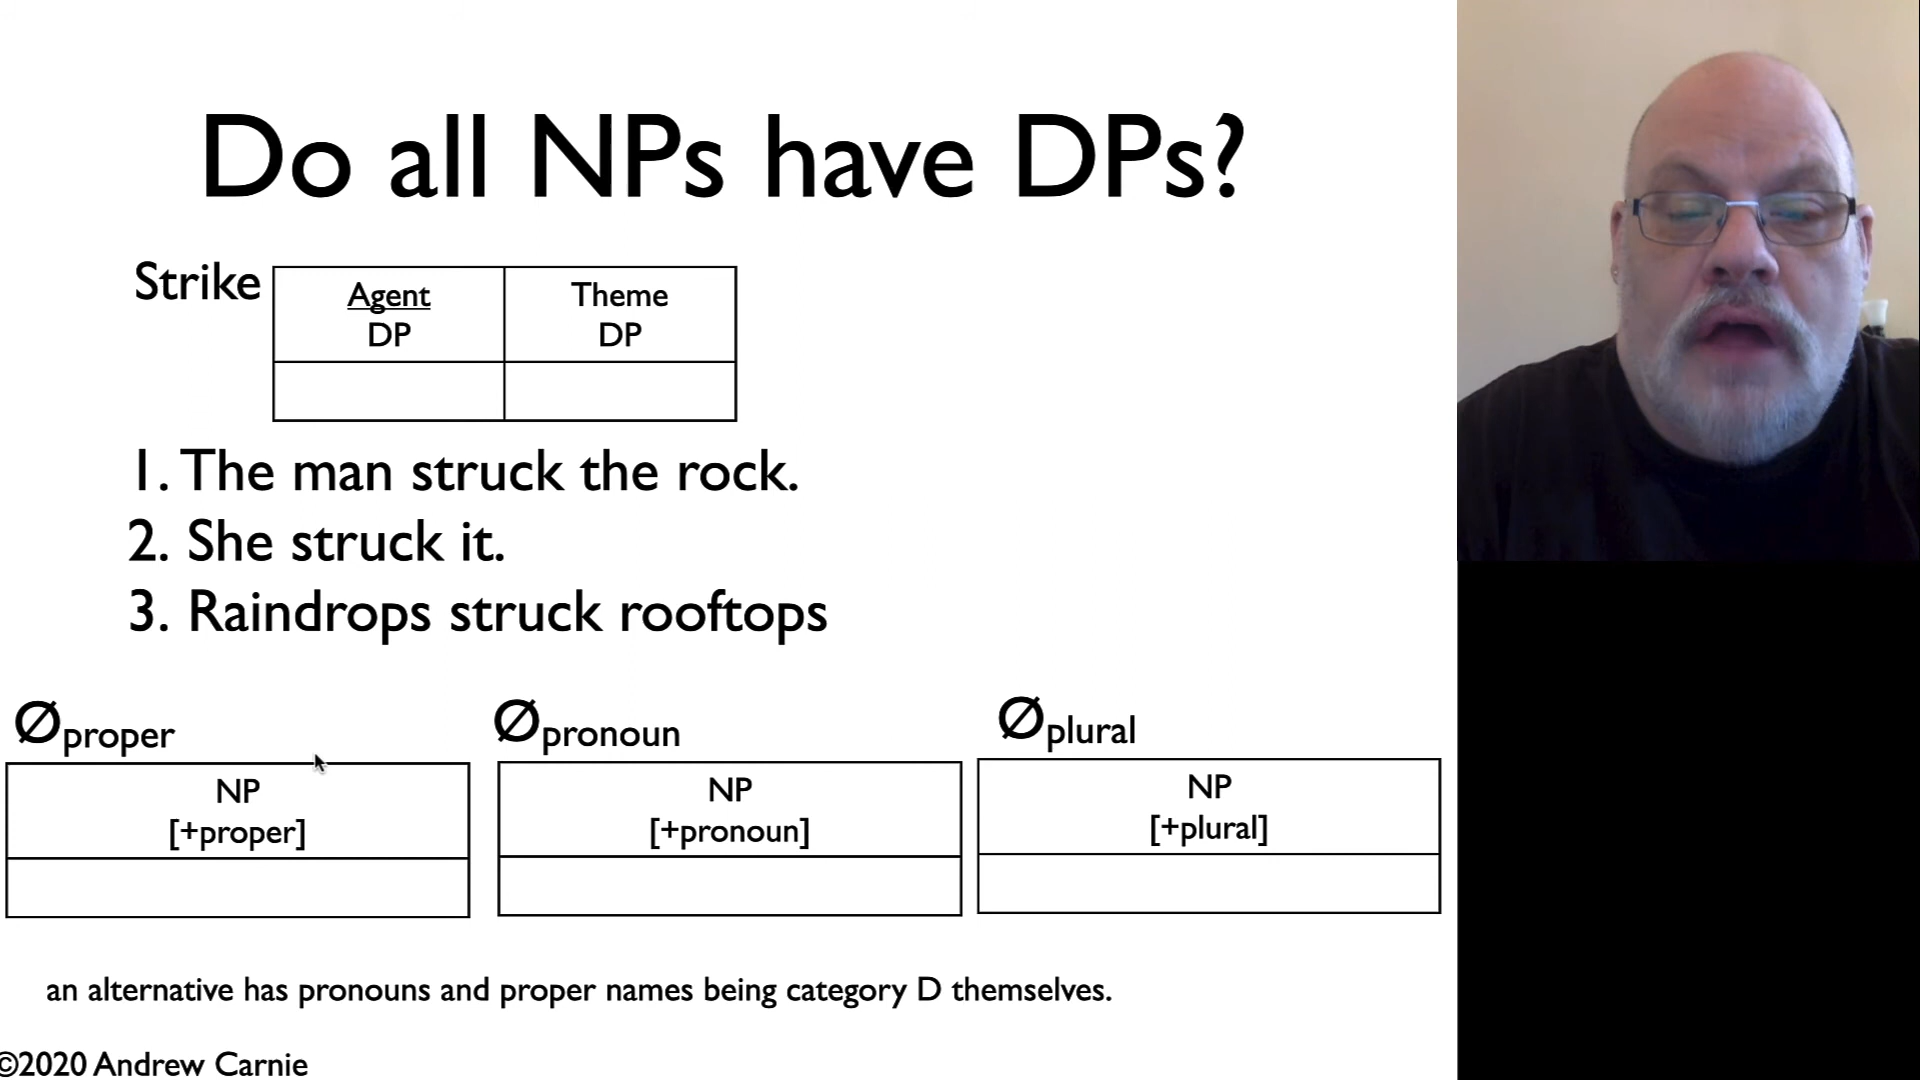 Do all NPs have DPs?
Strike
Agent
DP
Theme
DP
1. The man struck the rock.
2. She struck it.
3. Raindrops struck rooftops
Øproper
NP
[+proper]
Øpronoun
NP
[+pronoun]
Øplural
NP
[+plural]
an alternative has pronouns and proper names being category D themselves.
©2020 Andrew Carnie